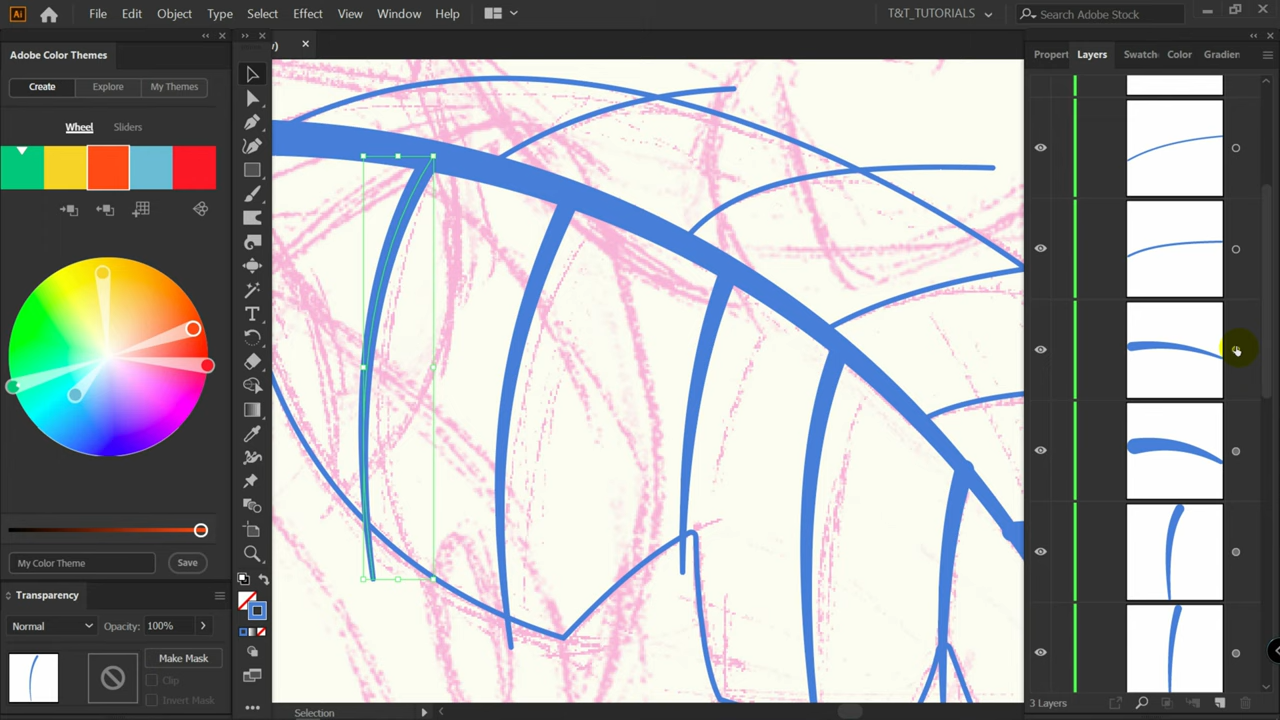 Ai File Edit Object Type Select Effect View Window Help T&T_TUTORIALS Search Adobe Stock
Adobe Color Themes
Create Explore My Themes
Wheel Sliders
My Color Theme Save
Transparency
Normal Opacity: 100%
Make Mask
Clip
Invert Mask
Selection
Propert Layers Swatch Color Gradien
3 Layers